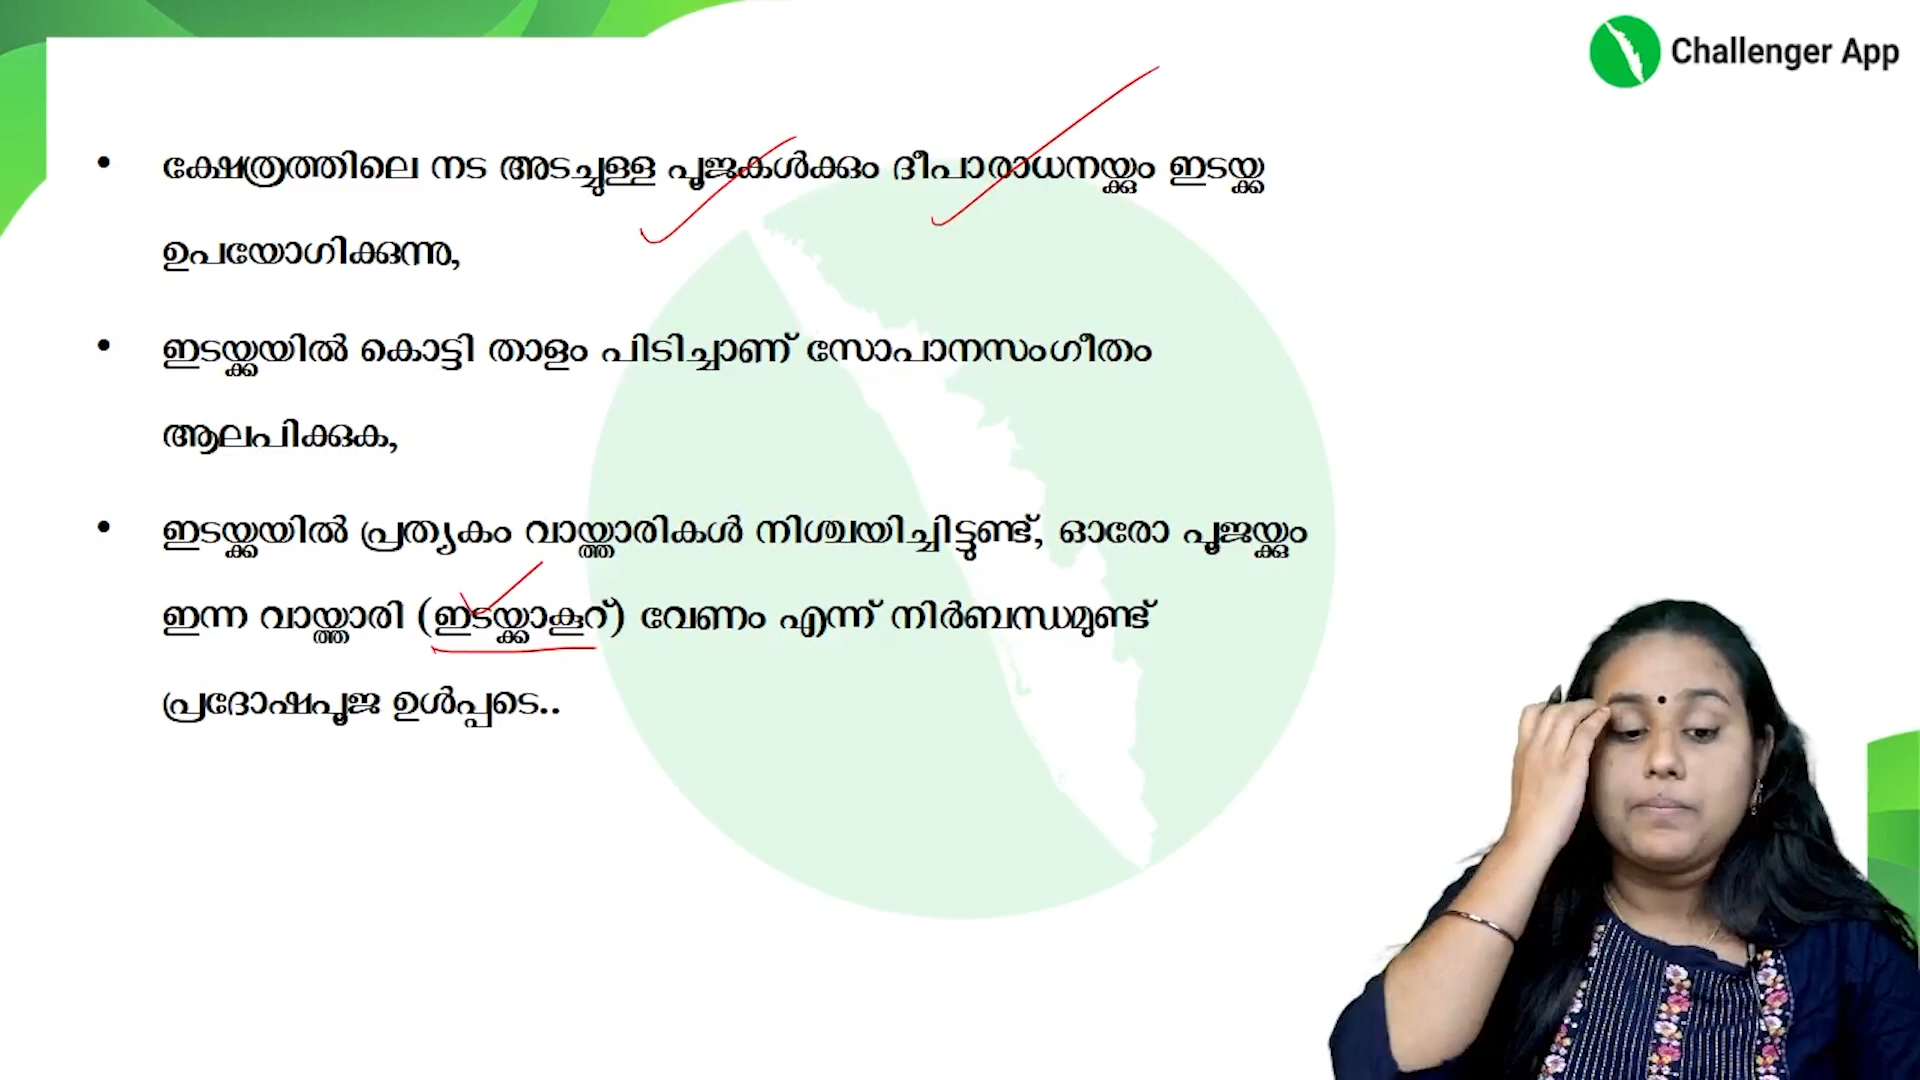 Challenger App
• ക്ഷേത്രത്തിലെ നട അടച്ചുള്ള പൂജകൾക്കും ദീപാരാധനയ്ക്കും ഇടയ്ക്ക
ഉപയോഗിക്കുന്നു,
• ഇടയ്ക്കയിൽ കൊട്ടി താളം പിടിച്ചാണ് സോപാനസംഗീതം
ആലപിക്കുക,
• ഇടയ്ക്കയിൽ പ്രത്യകം വായ്ത്താരികൾ നിശ്ചയിച്ചിട്ടുണ്ട്, ഓരോ പൂജയ്ക്കും
ഇന്ന വായ്ത്താരി (ഇടയ്ക്കാകൂറ്) വേണം എന്ന് നിർബന്ധമുണ്ട്
പ്രദോഷപൂജ ഉൾപ്പടെ..